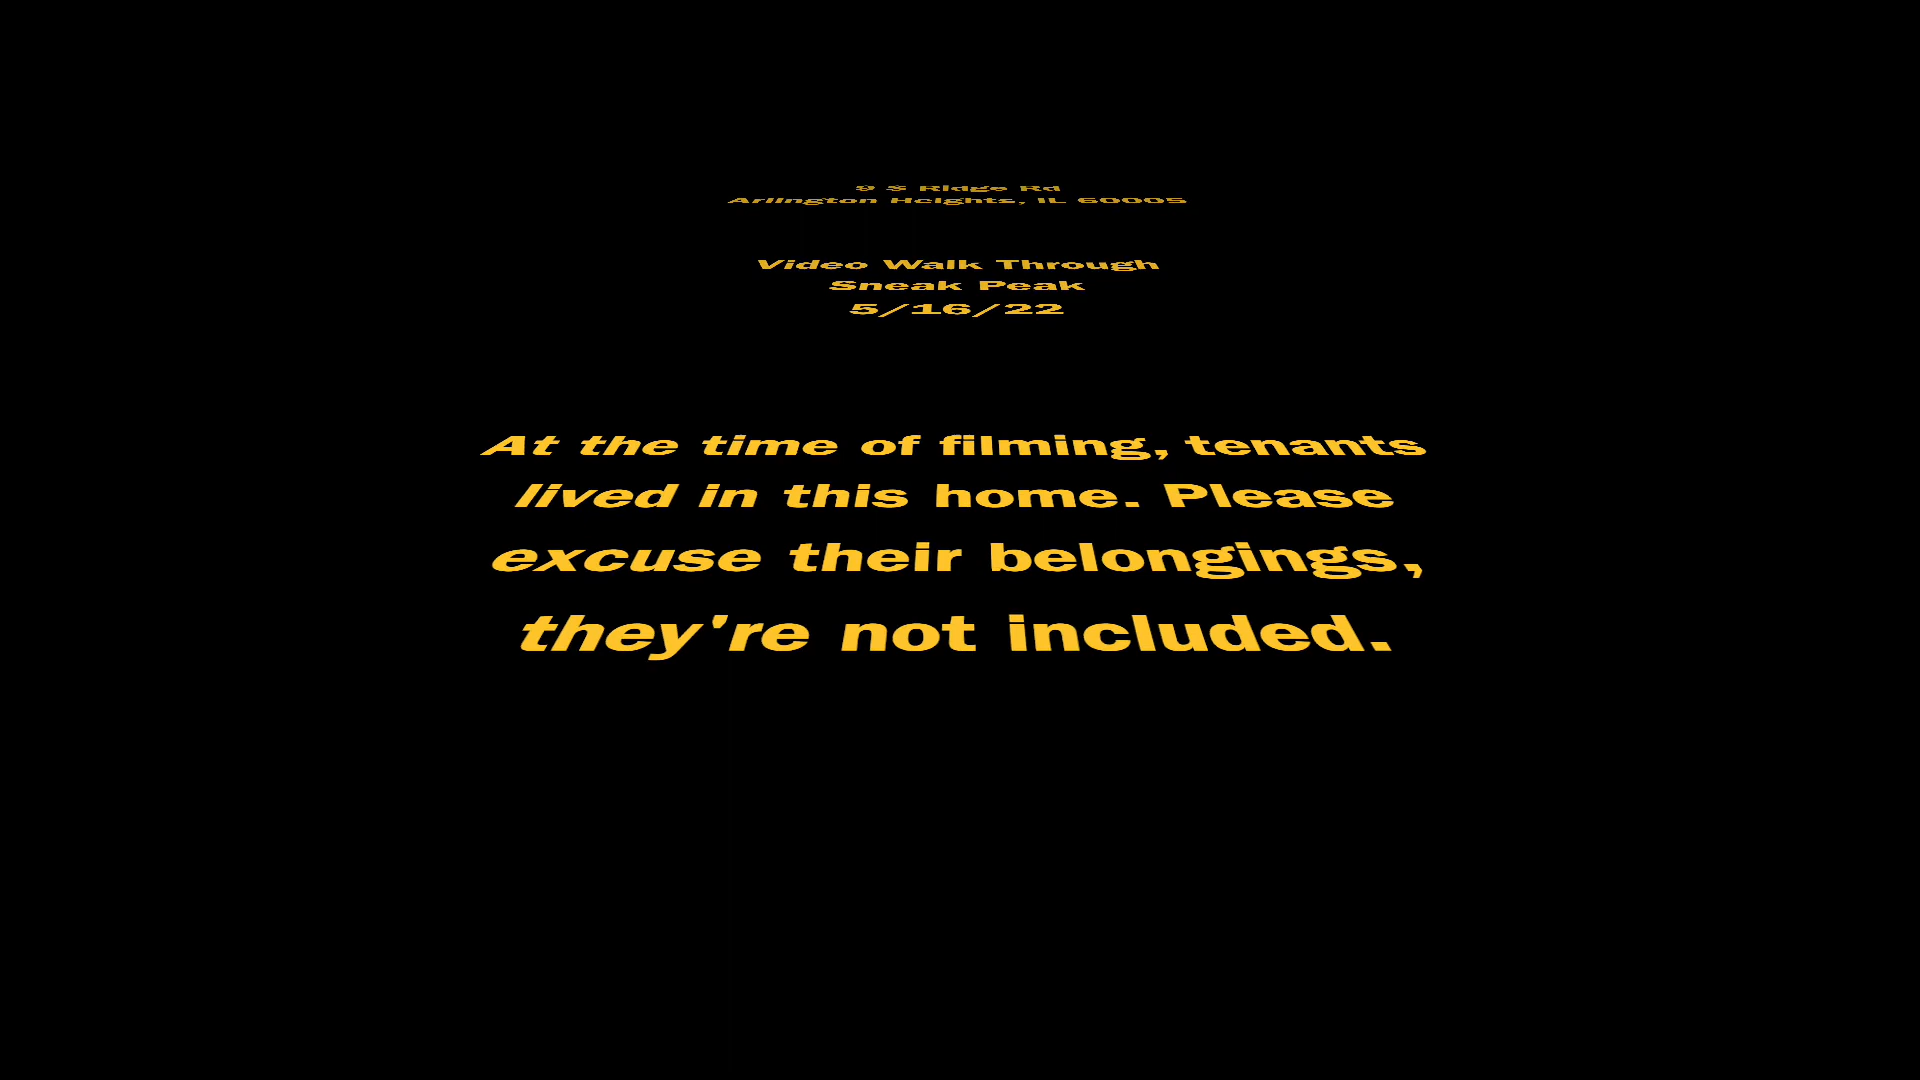 9 S Ridge Rd
Arlington Heights, IL 60005
Video Walk Through
Sneak Peak
5/16/22
At the time of filming, tenants
lived in this home. Please
excuse their belongings,
they're not included.